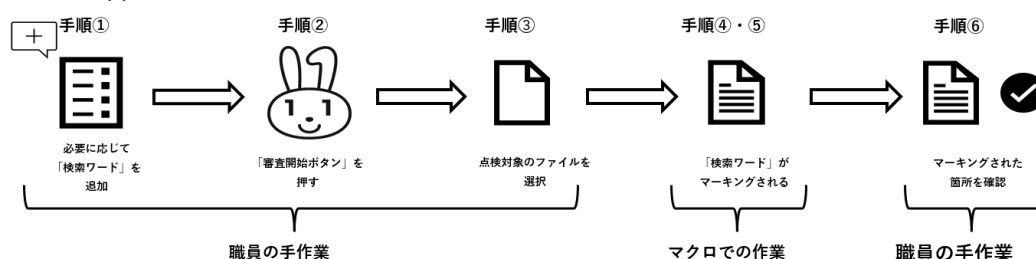 手順①
手順②
手順③
手順④・⑤
手順⑥
必要に応じて
「検索ワード」を
追加
「審査開始ボタン」を
押す
点検対象のファイルを
選択
「検索ワード」が
マーキングされる
マーキングされた
箇所を確認
職員の手作業
マクロでの作業
職員の手作業